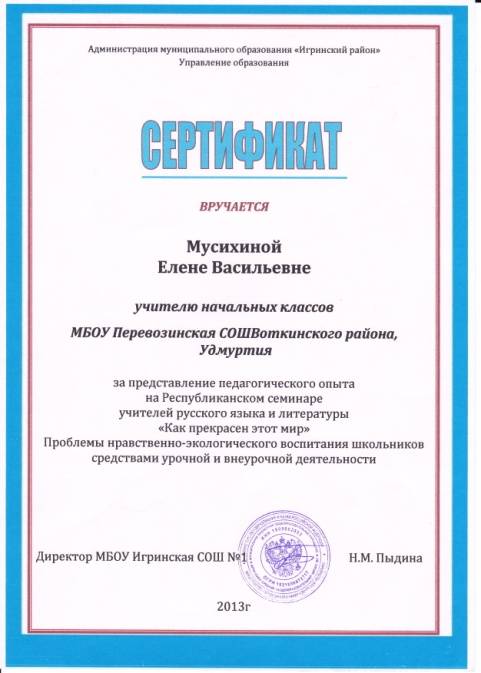 Администрация муниципального образования «Игринский район»
Управление образования
СЕРТИФИКАТ
ВРУЧАЕТСЯ
Мусихиной
Елене Васильевне
учителю начальных классов
МБОУ Перевозинская СОШВоткинского района,
Удмуртия
за представление педагогического опыта
на Республиканском семинаре
учителей русского языка и литературы
«Как прекрасен этот мир»
Проблемы нравственно-экологического воспитания школьников
средствами урочной и внеурочной деятельности
Директор МБОУ Игринская СОШ №1 Н.М. Пыдина
2013г